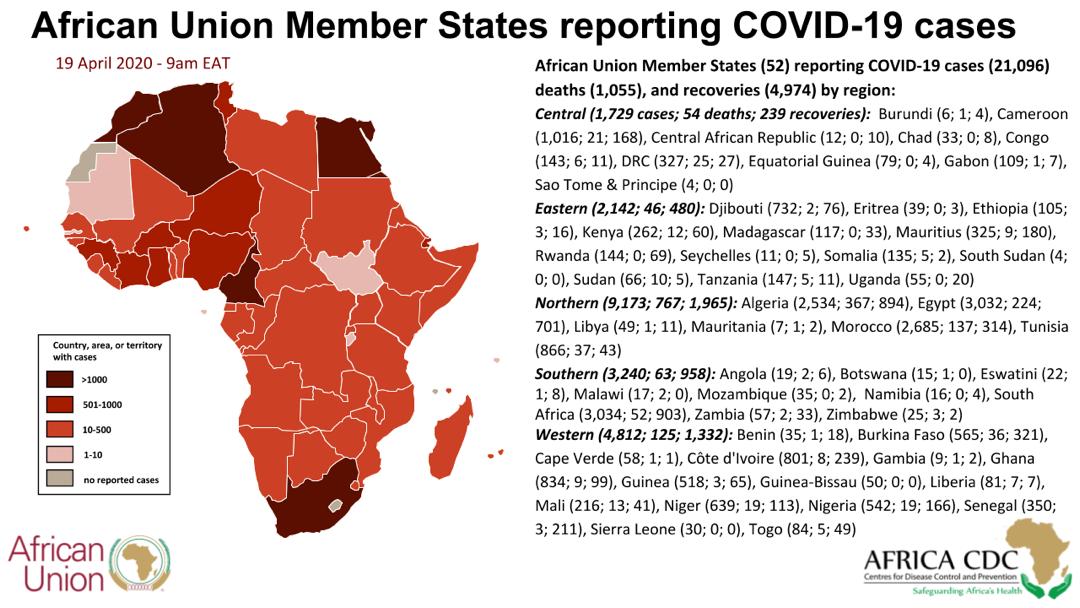 African Union Member States reporting COVID-19 cases
19 April 2020 - 9am EAT
African Union Member States (52) reporting COVID-19 cases (21,096)
deaths (1,055), and recoveries (4,974) by region:
Central (1,729 cases; 54 deaths; 239 recoveries): Burundi (6; 1; 4), Cameroon
(1,016; 21; 168), Central African Republic (12; 0; 10), Chad (33; 0; 8), Congo
(143; 6; 11), DRC (327; 25; 27), Equatorial Guinea (79; 0; 4), Gabon (109; 1; 7),
Sao Tome & Principe (4; 0; 0)
Eastern (2,142; 46; 480): Djibouti (732; 2; 76), Eritrea (39; 0; 3), Ethiopia (105;
3; 16), Kenya (262; 12; 60), Madagascar (117; 0; 33), Mauritius (325; 9; 180),
Rwanda (144; 0; 69), Seychelles (11; 0; 5), Somalia (135; 5; 2), South Sudan (4;
0; 0), Sudan (66; 10; 5), Tanzania (147; 5; 11), Uganda (55; 0; 20)
Northern (9,173; 767; 1,965): Algeria (2,534; 367; 894), Egypt (3,032; 224;
701), Libya (49; 1; 11), Mauritania (7; 1; 2), Morocco (2,685; 137; 314), Tunisia
(866; 37; 43)
Southern (3,240; 63; 958): Angola (19; 2; 6), Botswana (15; 1; 0), Eswatini (22;
1; 8), Malawi (17; 2; 0), Mozambique (35; 0; 2), Namibia (16; 0; 4), South
Africa (3,034; 52; 903), Zambia (57; 2; 33), Zimbabwe (25; 3; 2)
Western (4,812; 125; 1,332): Benin (35; 1; 18), Burkina Faso (565; 36; 321),
Cape Verde (58; 1; 1), Côte d'Ivoire (801; 8; 239), Gambia (9; 1; 2), Ghana
(834; 9; 99), Guinea (518; 3; 65), Guinea-Bissau (50; 0; 0), Liberia (81; 7; 7),
Mali (216; 13; 41), Niger (639; 19; 113), Nigeria (542; 19; 166), Senegal (350;
3; 211), Sierra Leone (30; 0; 0), Togo (84; 5; 49)
Country, area, or territory
with cases
>1000
501-1000
10-500
1-10
no reported cases
African
Union
AFRICA CDC
Centres for Disease Control and Prevention
Safeguarding Africa's Health